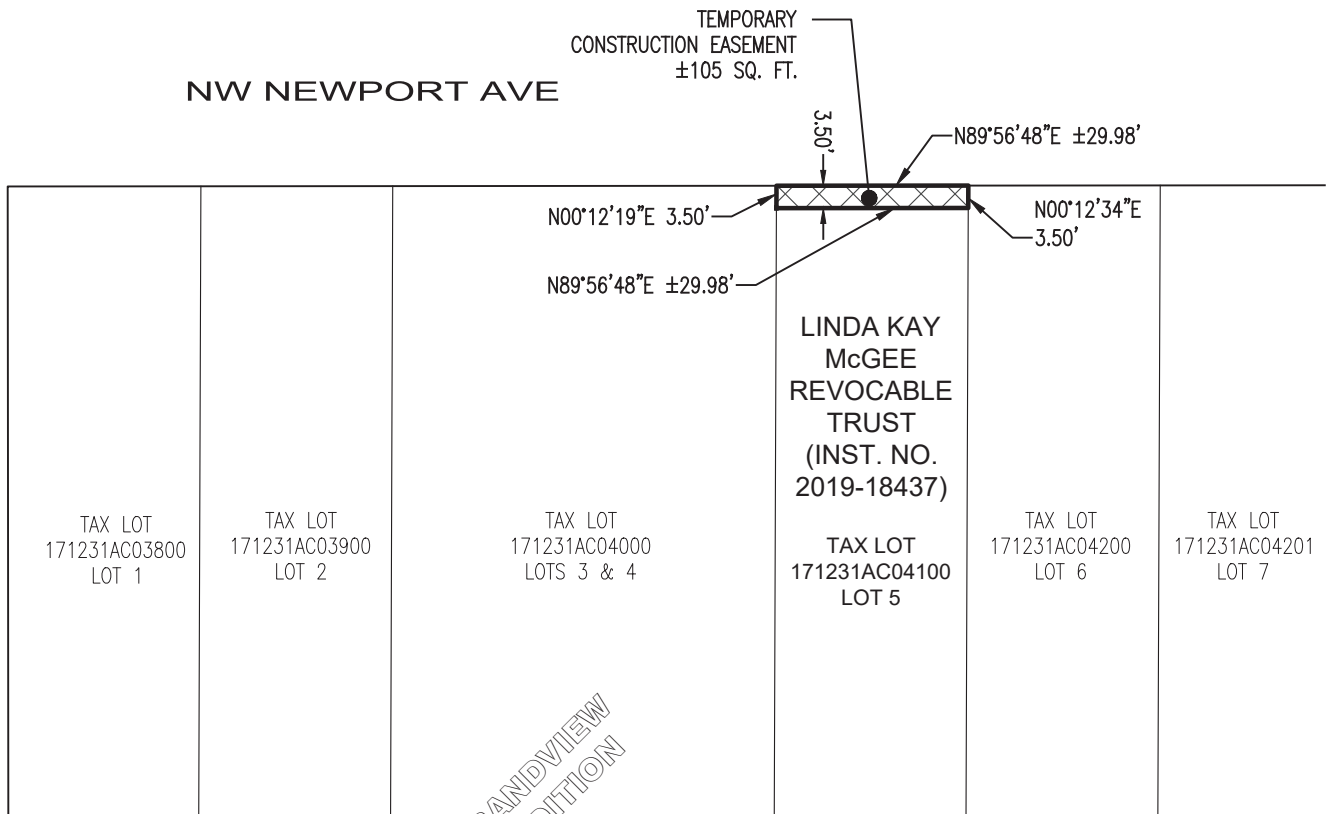 TEMPORARY
CONSTRUCTION EASEMENT
±105 SQ. FT.
NW NEWPORT AVE
3.50'
N89°56'48"E ±29.98'
N00°12'19"E 3.50'
N00°12'34"E
3.50'
N89°56'48"E ±29.98'
LINDA KAY
McGEE
REVOCABLE
TRUST
(INST. NO.
2019-18437)
TAX LOT
171231AC03800
LOT 1
TAX LOT
171231AC03900
LOT 2
TAX LOT
171231AC04000
LOTS 3 & 4
TAX LOT
171231AC04100
LOT 5
TAX LOT
171231AC04200
LOT 6
TAX LOT
171231AC04201
LOT 7